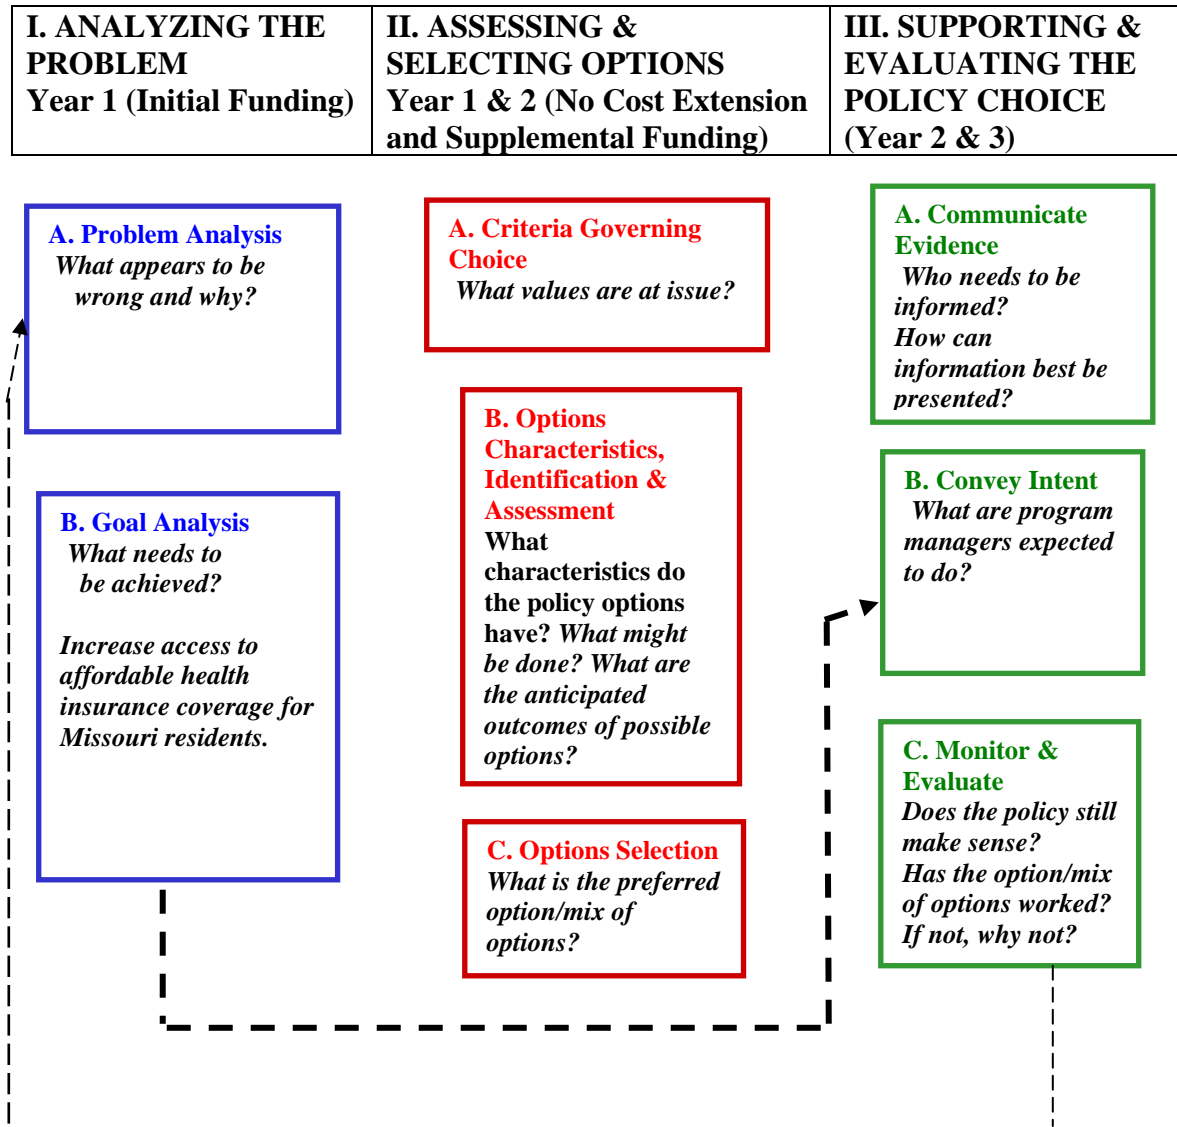 I. ANALYZING THE
PROBLEM
Year 1 (Initial Funding)
II. ASSESSING &
SELECTING OPTIONS
Year 1 & 2 (No Cost Extension
and Supplemental Funding)
III. SUPPORTING &
EVALUATING THE
POLICY CHOICE
(Year 2 & 3)
A. Problem Analysis
What appears to be
wrong and why?
B. Goal Analysis
What needs to
be achieved?
Increase access to
affordable health
insurance coverage for
Missouri residents.
A. Criteria Governing
Choice
What values are at issue?
B. Options
Characteristics,
Identification &
Assessment
What
characteristics do
the policy options
have? What might
be done? What are
the anticipated
outcomes of possible
options?
C. Options Selection
What is the preferred
option/mix of
options?
A. Communicate
Evidence
Who needs to be
informed?
How can
information best be
presented?
B. Convey Intent
What are program
managers expected
to do?
C. Monitor &
Evaluate
Does the policy still
make sense?
Has the option/mix
of options worked?
If not, why not?